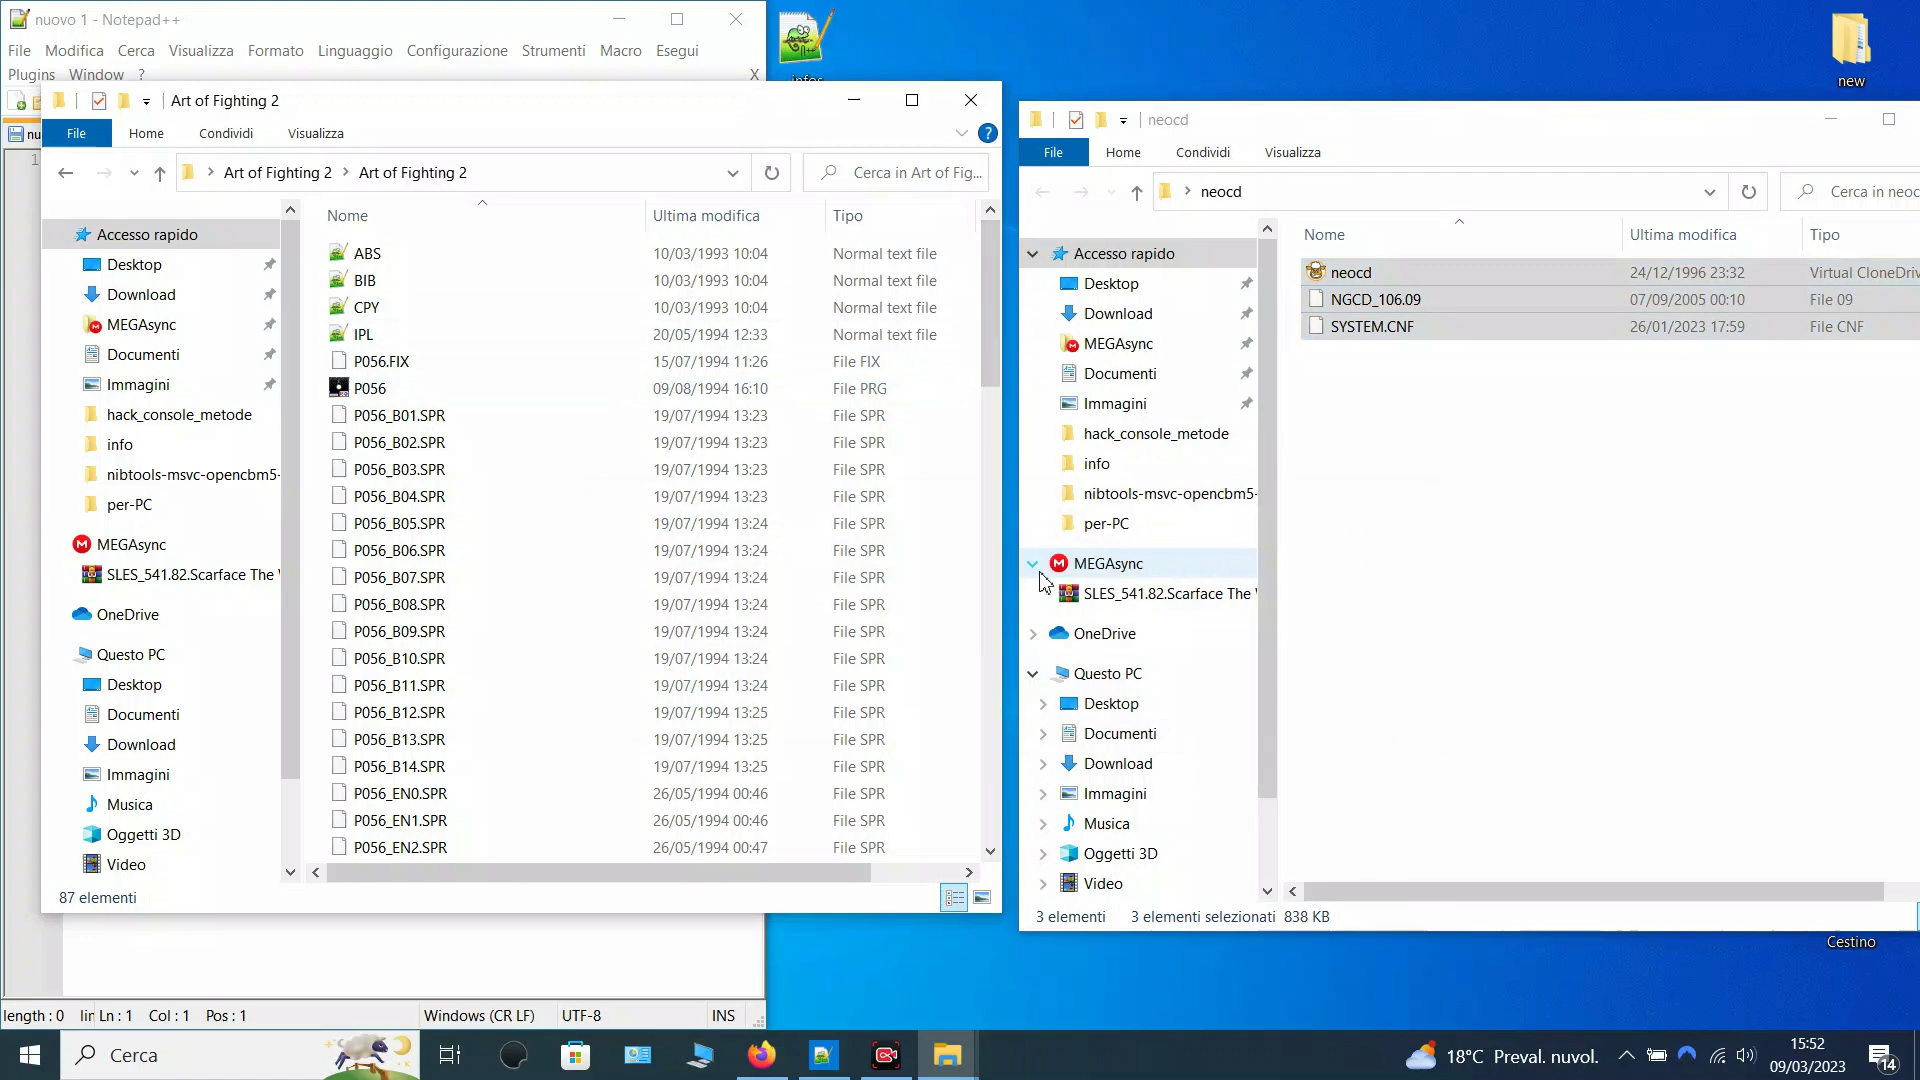 nuovo 1 - Notepad++
File Modifica Cerca Visualizza Formato Linguaggio Configurazione Strumenti Macro Esegui
Plugins Window ? X
nu
1
new
Art of Fighting 2
File Home Condividi Visualizza ?
Art of Fighting 2 > Art of Fighting 2
Cerca in Art of Fig...
Accesso rapido
Desktop
Download
MEGAsync
Documenti
Immagini
hack_console_metode
info
nibtools-msvc-opencbm5-
per-PC
MEGAsync
SLES_541.82.Scarface The
OneDrive
Questo PC
Desktop
Documenti
Download
Immagini
Musica
Oggetti 3D
Video
Nome Ultima modifica Tipo
ABS 10/03/1993 10:04 Normal text file
BIB 10/03/1993 10:04 Normal text file
CPY 10/03/1993 10:04 Normal text file
IPL 20/05/1994 12:33 Normal text file
P056.FIX 15/07/1994 11:26 File FIX
P056 09/08/1994 16:10 File PRG
P056_B01.SPR 19/07/1994 13:23 File SPR
P056_B02.SPR 19/07/1994 13:23 File SPR
P056_B03.SPR 19/07/1994 13:23 File SPR
P056_B04.SPR 19/07/1994 13:23 File SPR
P056_B05.SPR 19/07/1994 13:24 File SPR
P056_B06.SPR 19/07/1994 13:24 File SPR
P056_B07.SPR 19/07/1994 13:24 File SPR
P056_B08.SPR 19/07/1994 13:24 File SPR
P056_B09.SPR 19/07/1994 13:24 File SPR
P056_B10.SPR 19/07/1994 13:24 File SPR
P056_B11.SPR 19/07/1994 13:24 File SPR
P056_B12.SPR 19/07/1994 13:25 File SPR
P056_B13.SPR 19/07/1994 13:25 File SPR
P056_B14.SPR 19/07/1994 13:25 File SPR
P056_EN0.SPR 26/05/1994 00:46 File SPR
P056_EN1.SPR 26/05/1994 00:46 File SPR
P056_EN2.SPR 26/05/1994 00:47 File SPR
87 elementi
neocd
File Home Condividi Visualizza
neocd
Cerca in neoc
Accesso rapido
Desktop
Download
MEGAsync
Documenti
Immagini
hack_console_metode
info
nibtools-msvc-opencbm5-
per-PC
MEGAsync
SLES_541.82.Scarface The
OneDrive
Questo PC
Desktop
Documenti
Download
Immagini
Musica
Oggetti 3D
Video
Nome Ultima modifica Tipo
neocd 24/12/1996 23:32 Virtual CloneDriv
NGCD_106.09 07/09/2005 00:10 File 09
SYSTEM.CNF 26/01/2023 17:59 File CNF
3 elementi 3 elementi selezionati 838 KB
Cestino
length : 0 lin Ln : 1 Col : 1 Pos : 1 Windows (CR LF) UTF-8 INS
Cerca
18°C Preval. nuvol.
15:52
09/03/2023
14